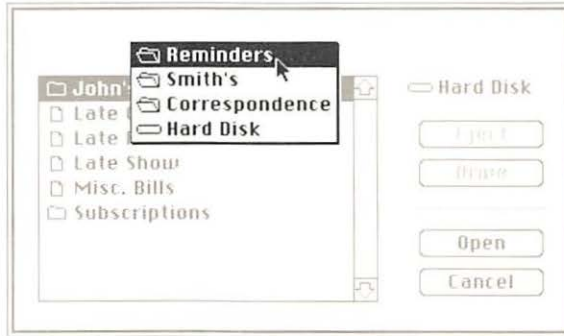 Reminders
Smith's
Correspondence
Hard Disk
John'
Late
Late
Late Show
Misc. Bills
Subscriptions
Hard Disk
Eject
Drive
Open
Cancel